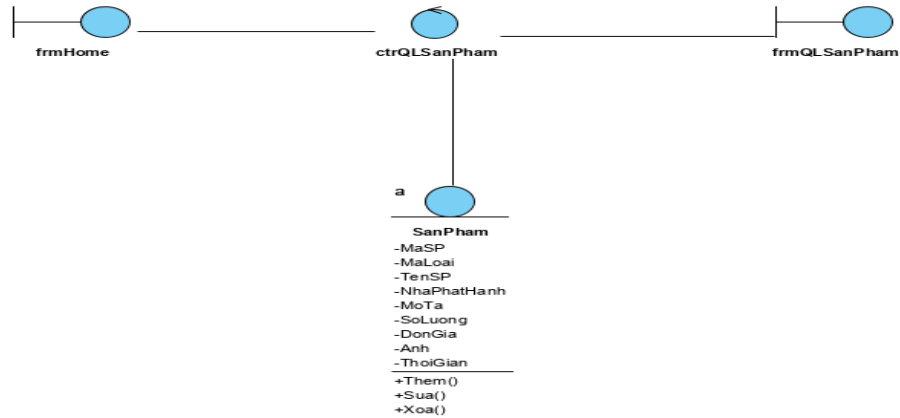 frmHome
ctrQLSanPham
frmQLSanPham
a
SanPham
-MaSP
-MaLoai
-TenSP
-NhaPhatHanh
-MoTa
-SoLuong
-DonGia
-Anh
-ThoiGian
+Them()
+Sua()
+Xoa()